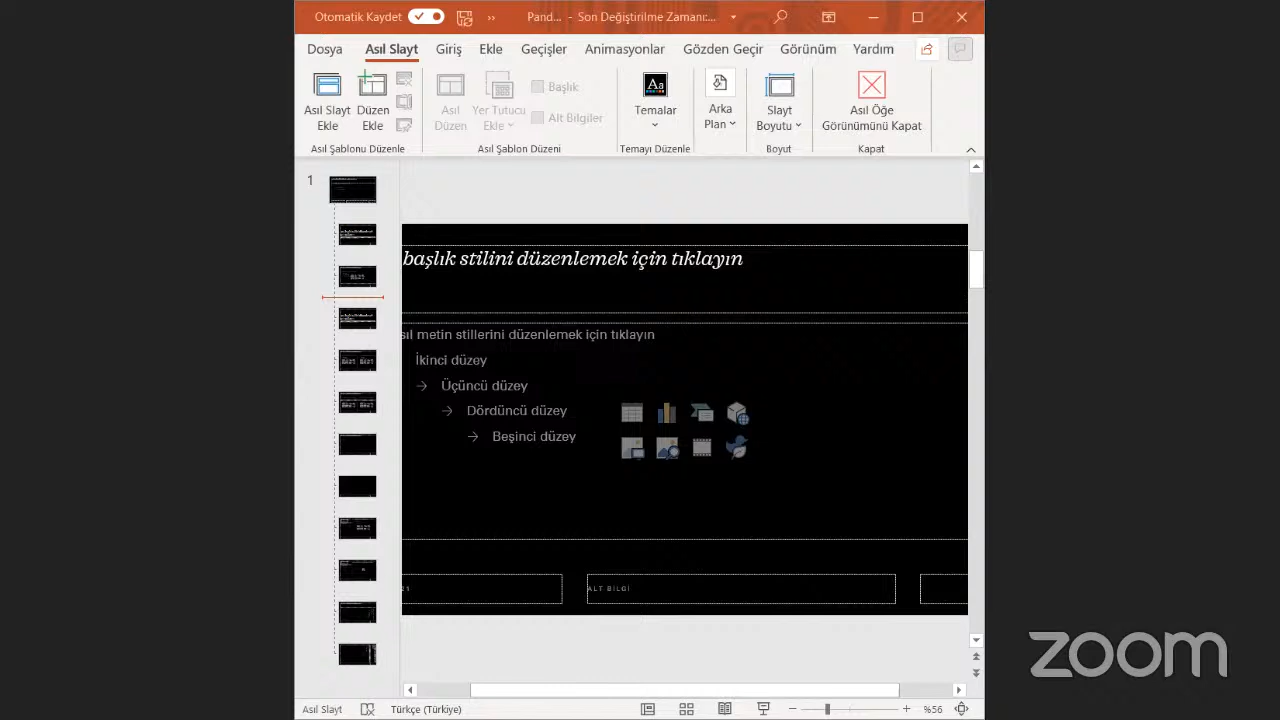 Otomatik Kaydet
Pand... - Son Değiştirilme Zamanı:...
Dosya Asıl Slayt Giriş Ekle Geçişler Animasyonlar Gözden Geçir Görünüm Yardım
Asıl Slayt Ekle
Düzen Ekle
Asıl Düzen
Yer Tutucu Ekle
Başlık
Alt Bilgiler
Temalar
Arka Plan
Slayt Boyutu
Asıl Öğe Görünümünü Kapat
Asıl Şablonu Düzenle Asıl Şablon Düzeni Temayı Düzenle Boyut Kapat
1
başlık stilini düzenlemek için tıklayın
sıl metin stillerini düzenlemek için tıklayın
İkinci düzey
→ Üçüncü düzey
→ Dördüncü düzey
→ Beşinci düzey
21
ALT BİLGİ
zoom
Asıl Slayt Türkçe (Türkiye) %56